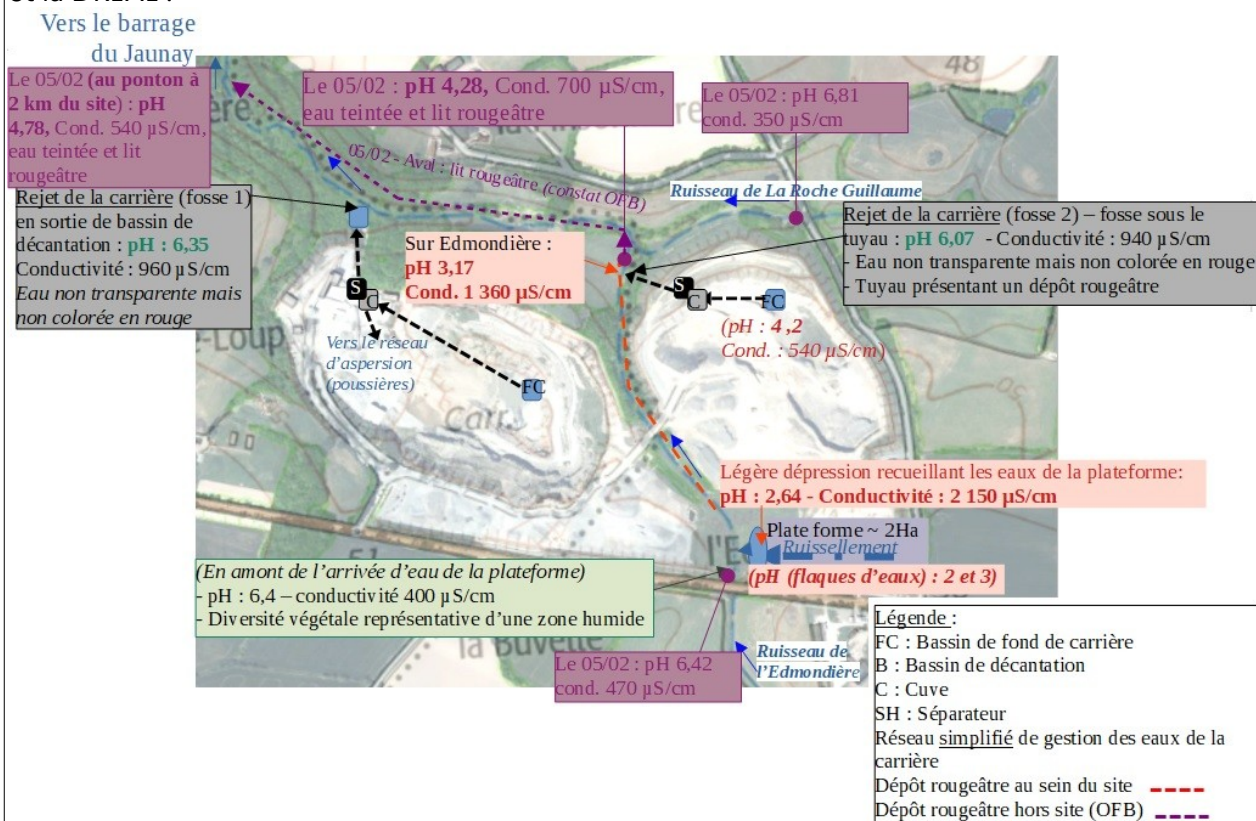 Vers le barrage
du Jaunay
Le 05/02 (au ponton à
2 km du site) : pH
4,78, Cond. 540 µS/cm,
eau teintée et lit
rougeâtre
Le 05/02 : pH 4,28, Cond. 700 µS/cm,
eau teintée et lit rougeâtre
Le 05/02 : pH 6,81
cond. 350 µS/cm
48
05/02 - Aval : lit rougeâtre (constat OFB)
Ruisseau de La Roche Guillaume
Rejet de la carrière (fosse 1)
en sortie de bassin de
décantation : pH : 6,35
Conductivité : 960 µS/cm
Eau non transparente mais
non colorée en rouge
Sur Edmondière :
pH 3,17
Cond. 1 360 µS/cm
Rejet de la carrière (fosse 2) – fosse sous le
tuyau : pH 6,07 - Conductivité : 940 µS/cm
- Eau non transparente mais non colorée en rouge
- Tuyau présentant un dépôt rougeâtre
S
C
S
C
FC
(pH : 4 ,2
Cond. : 540 µS/cm)
Vers le réseau
d'aspersion
(poussières)
FC
Carr.
Légère dépression recueillant les eaux de la plateforme:
pH : 2,64 - Conductivité : 2 150 µS/cm
Plate forme ~ 2Ha
Ruissellement
(pH (flaques d'eaux) : 2 et 3)
51
(En amont de l'arrivée d'eau de la plateforme)
- pH : 6,4 – conductivité 400 µS/cm
- Diversité végétale représentative d'une zone humide
la Buvette
Le 05/02 : pH 6,42
cond. 470 µS/cm
Ruisseau de
l'Edmondière
Légende :
FC : Bassin de fond de carrière
B : Bassin de décantation
C : Cuve
SH : Séparateur
Réseau simplifié de gestion des eaux de la
carrière
Dépôt rougeâtre au sein du site
Dépôt rougeâtre hors site (OFB)